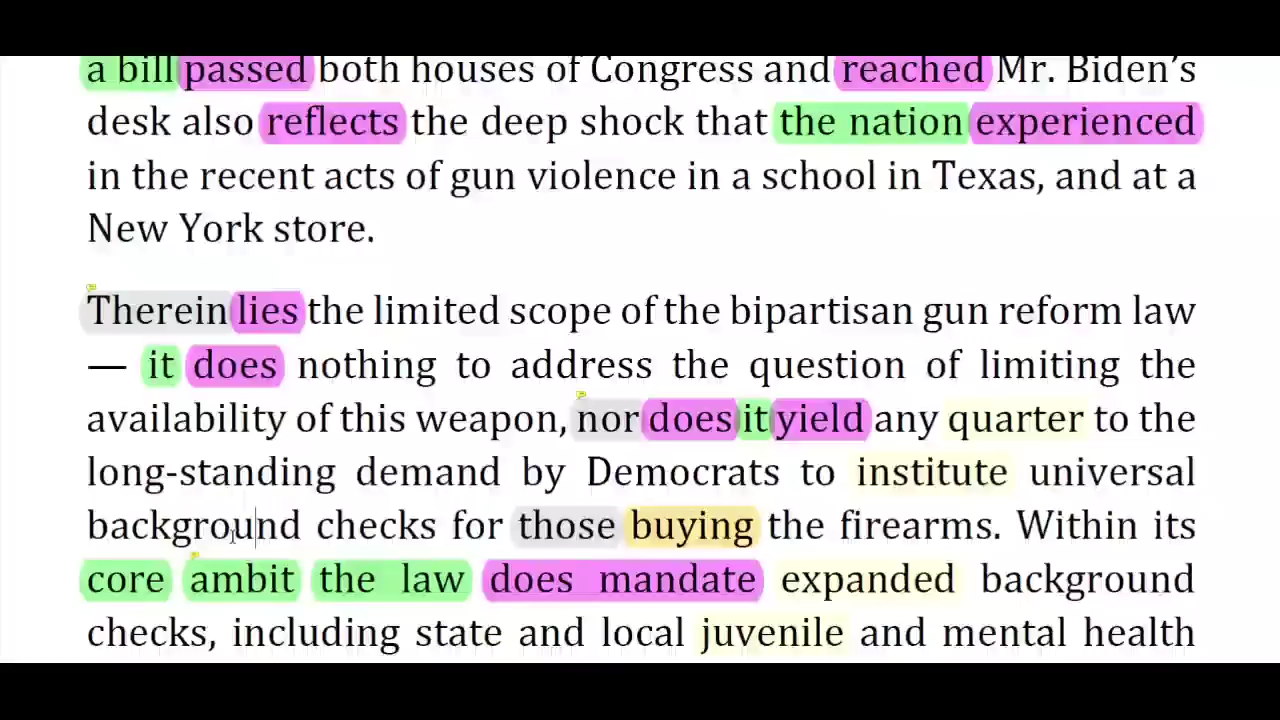 a bill passed both houses of Congress and reached Mr. Biden’s
desk also reflects the deep shock that the nation experienced
in the recent acts of gun violence in a school in Texas, and at a
New York store.
Therein lies the limited scope of the bipartisan gun reform law
— it does nothing to address the question of limiting the
availability of this weapon, nor does it yield any quarter to the
long-standing demand by Democrats to institute universal
background checks for those buying the firearms. Within its
core ambit the law does mandate expanded background
checks, including state and local juvenile and mental health